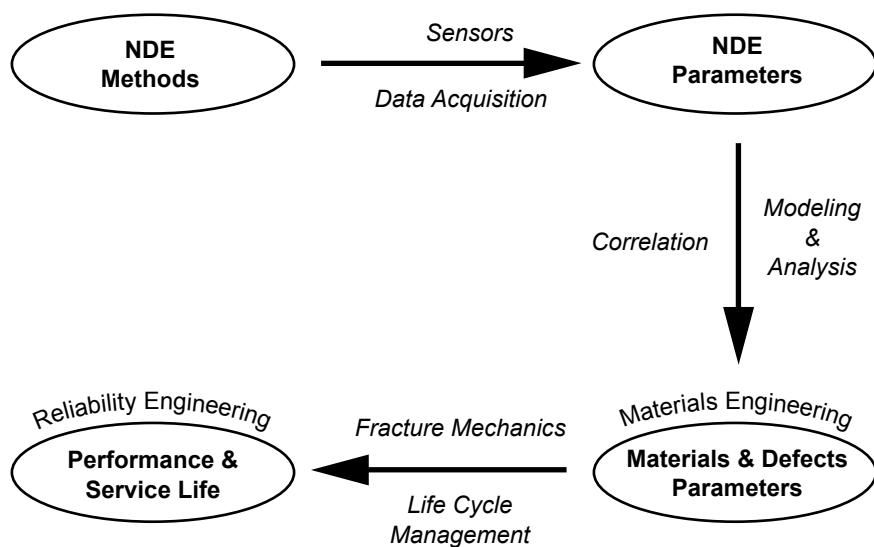 NDE
Methods
Sensors
Data Acquisition
NDE
Parameters
Correlation
Modeling
&
Analysis
Reliability Engineering
Performance &
Service Life
Fracture Mechanics
Life Cycle
Management
Materials Engineering
Materials & Defects
Parameters